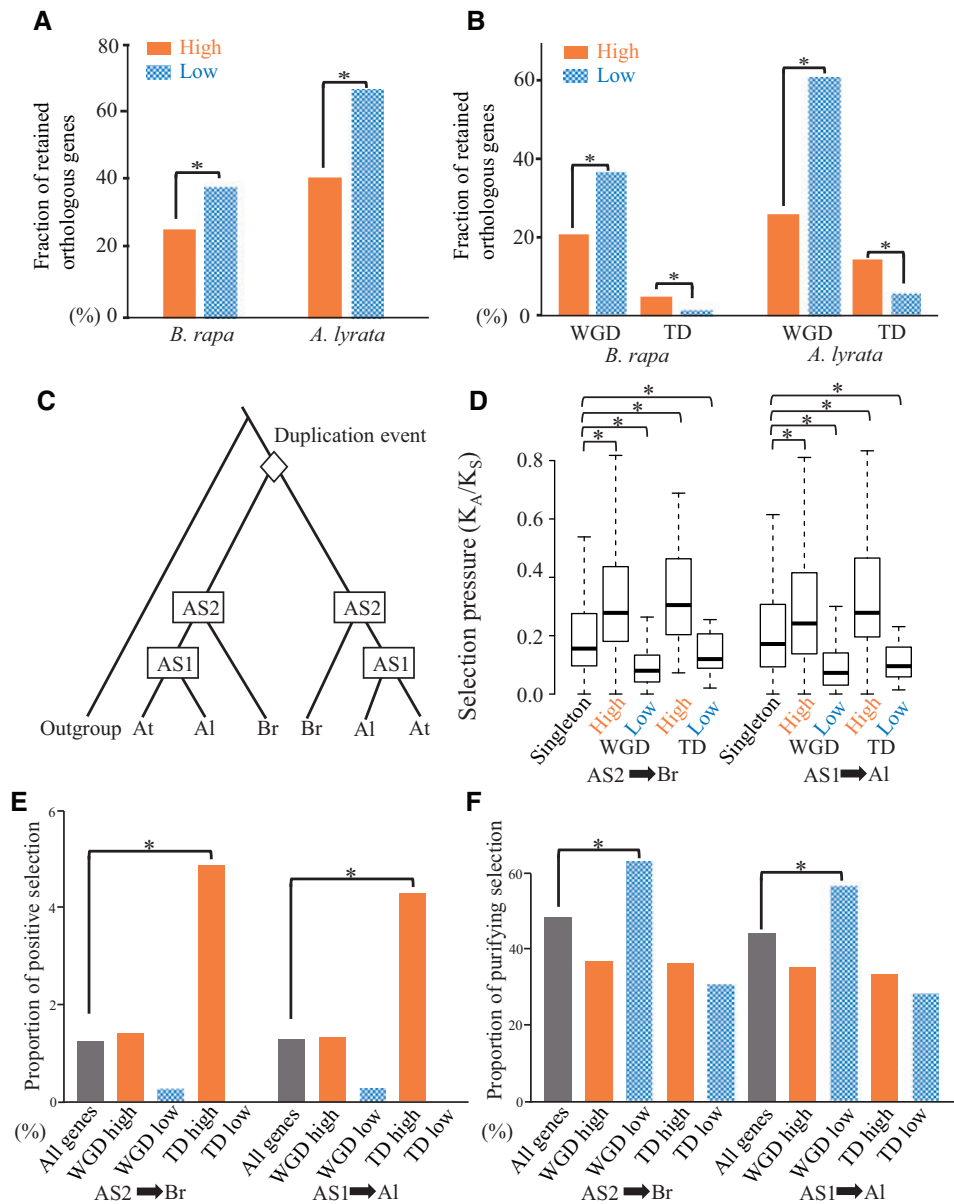 A
High
Low
Fraction of retained
orthologous genes
80
60
40
20
(%) 0
*
*
B. rapa
A. lyrata
B
High
Low
Fraction of retained
orthologous genes
60
40
20
(%) 0
*
*
*
*
WGD TD WGD TD
B. rapa A. lyrata
C
Duplication event
AS2 AS2
AS1 AS1
Outgroup At Al Br Br Al At
D
Selection pressure (KA/KS)
0.8
0.6
0.4
0.2
0.0
*
*
*
*
*
*
*
*
Singleton High Low High Low Singleton High Low High Low
WGD TD WGD TD
AS2 ➡ Br AS1 ➡ Al
E
Proportion of positive selection
6
4
2
0
(%)
*
*
All genes WGD high WGD low TD high TD low All genes WGD high WGD low TD high TD low
AS2 ➡ Br AS1 ➡ Al
F
Proportion of purifying selection
60
40
20
0
(%)
*
*
All genes WGD high WGD low TD high TD low All genes WGD high WGD low TD high TD low
AS2 ➡ Br AS1 ➡ Al